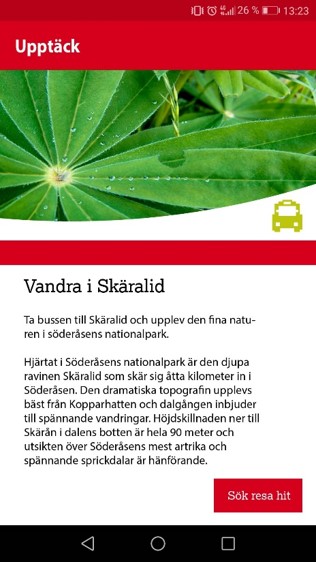 26 % 13:23
Upptäck
Vandra i Skäralid
Ta bussen till Skäralid och upplev den fina natu-
ren i söderåsens nationalpark.
Hjärtat i Söderåsens nationalpark är den djupa
ravinen Skäralid som skär sig åtta kilometer in i
Söderåsen. Den dramatiska topografin upplevs
bäst från Kopparhatten och dalgången inbjuder
till spännande vandringar. Höjdskillnaden ner till
Skärån i dalens botten är hela 90 meter och
utsikten över Söderåsens mest artrika och
spännande sprickdalar är hänförande.
Sök resa hit